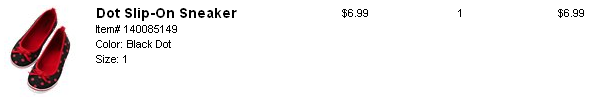 Dot Slip-On Sneaker $6.99 1 $6.99
Item# 140085149
Color: Black Dot
Size: 1